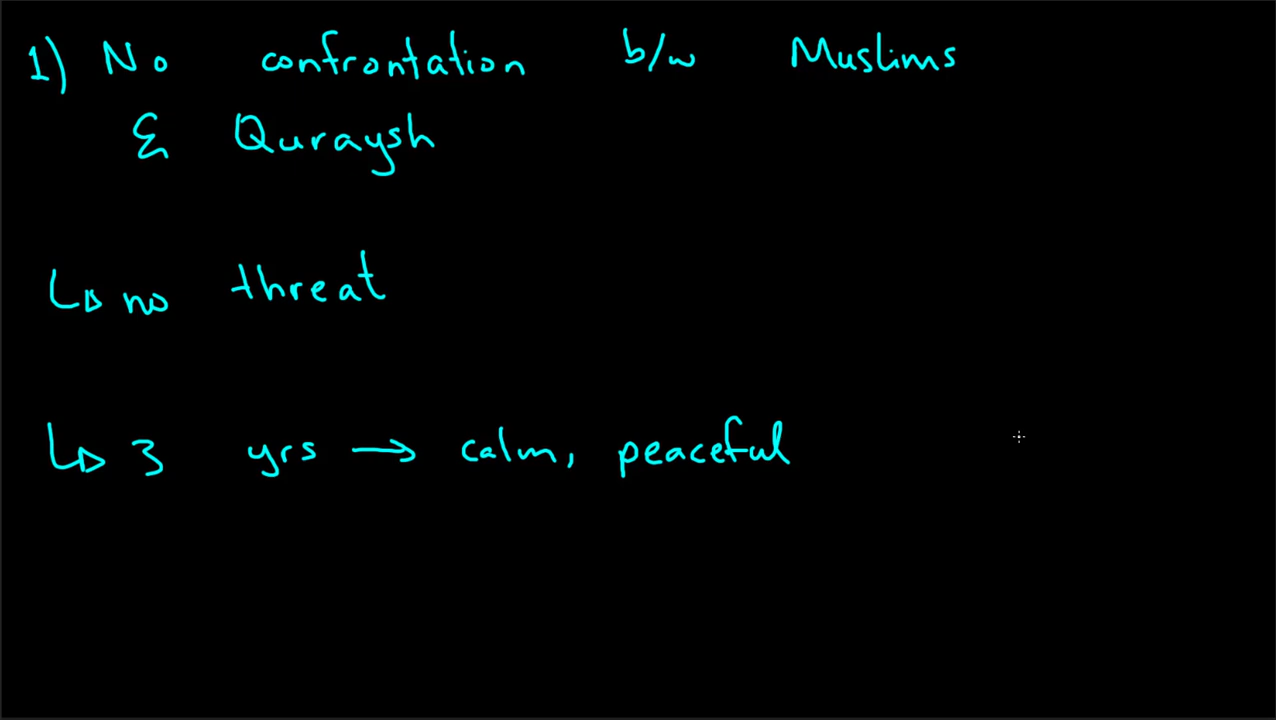 1) No confrontation b/w Muslims
& Quraysh
↳ no threat
↳ 3 yrs → calm, peaceful